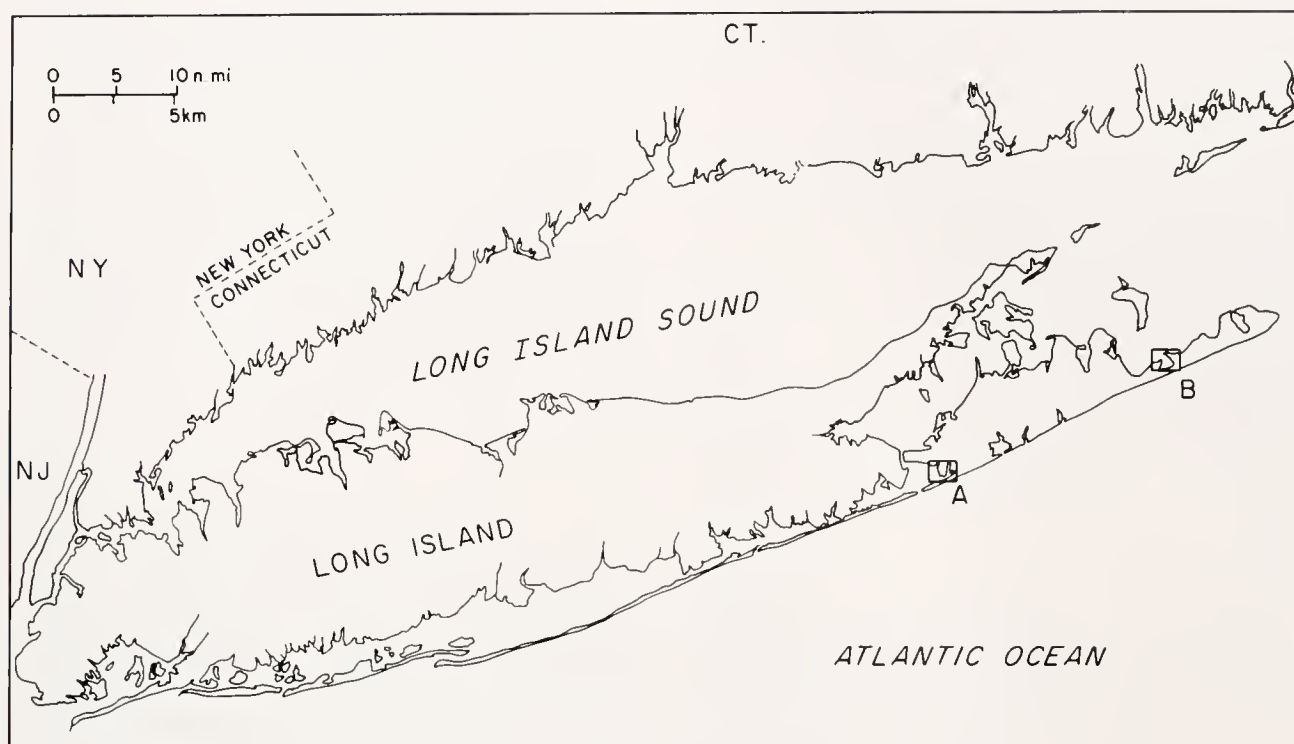 CT.
0 5 10 n. mi
0 5km
NEW YORK
CONNECTICUT
NY
LONG ISLAND SOUND
B
NJ
A
LONG ISLAND
ATLANTIC OCEAN